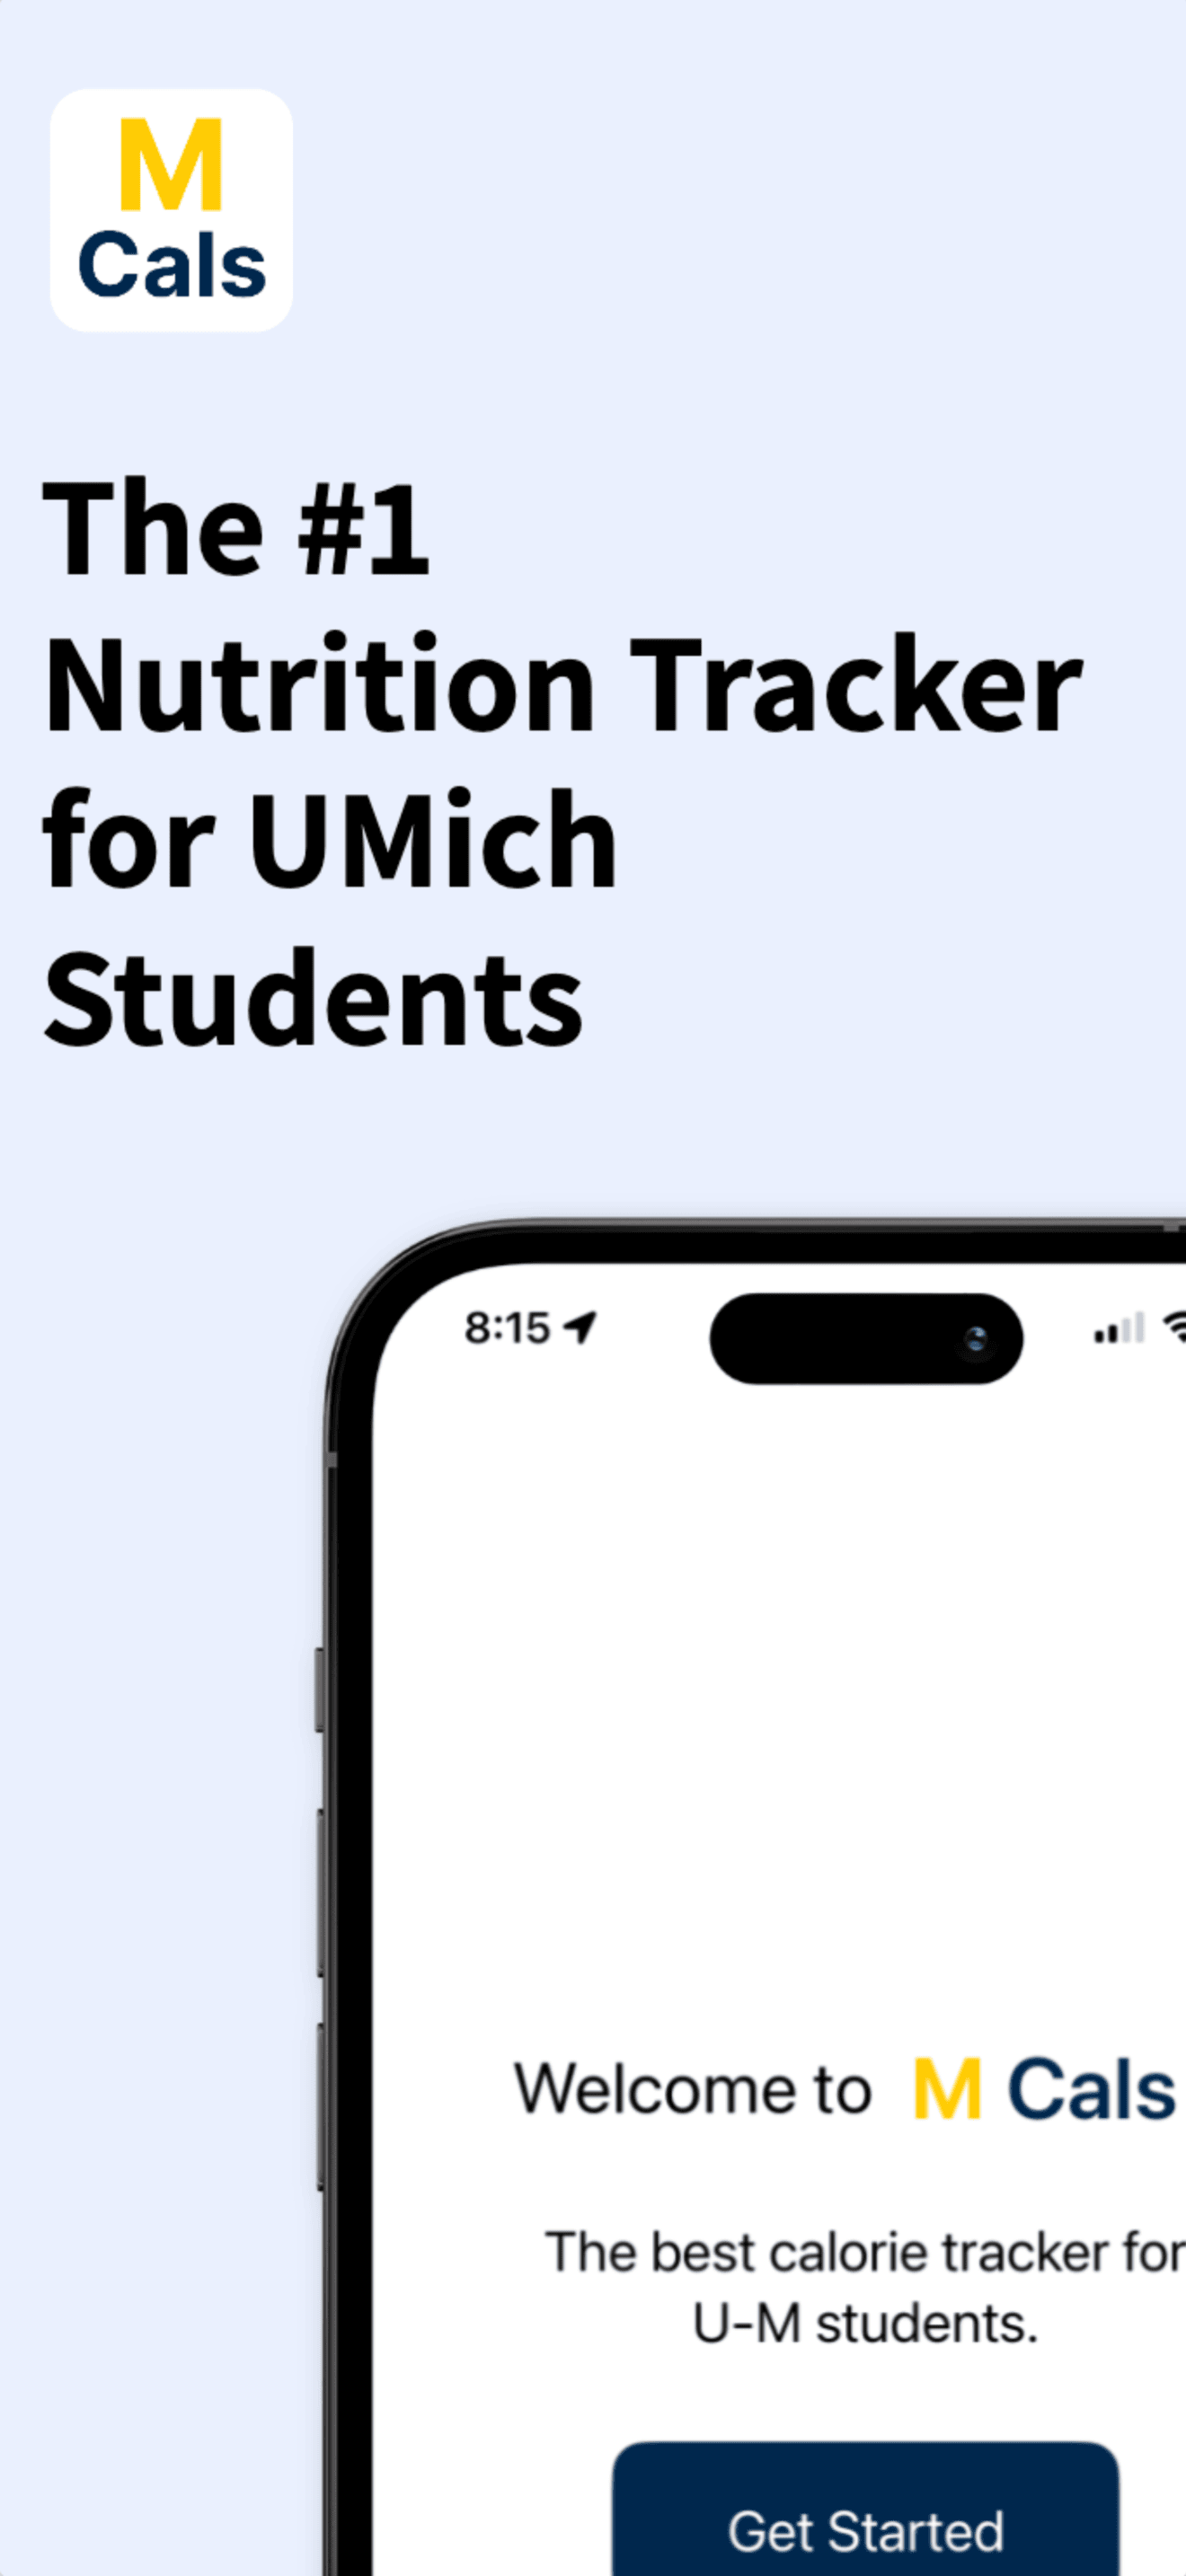 M
Cals
The #1
Nutrition Tracker
for UMich
Students
8:15
Welcome to M Cals
The best calorie tracker for
U-M students.
Get Started